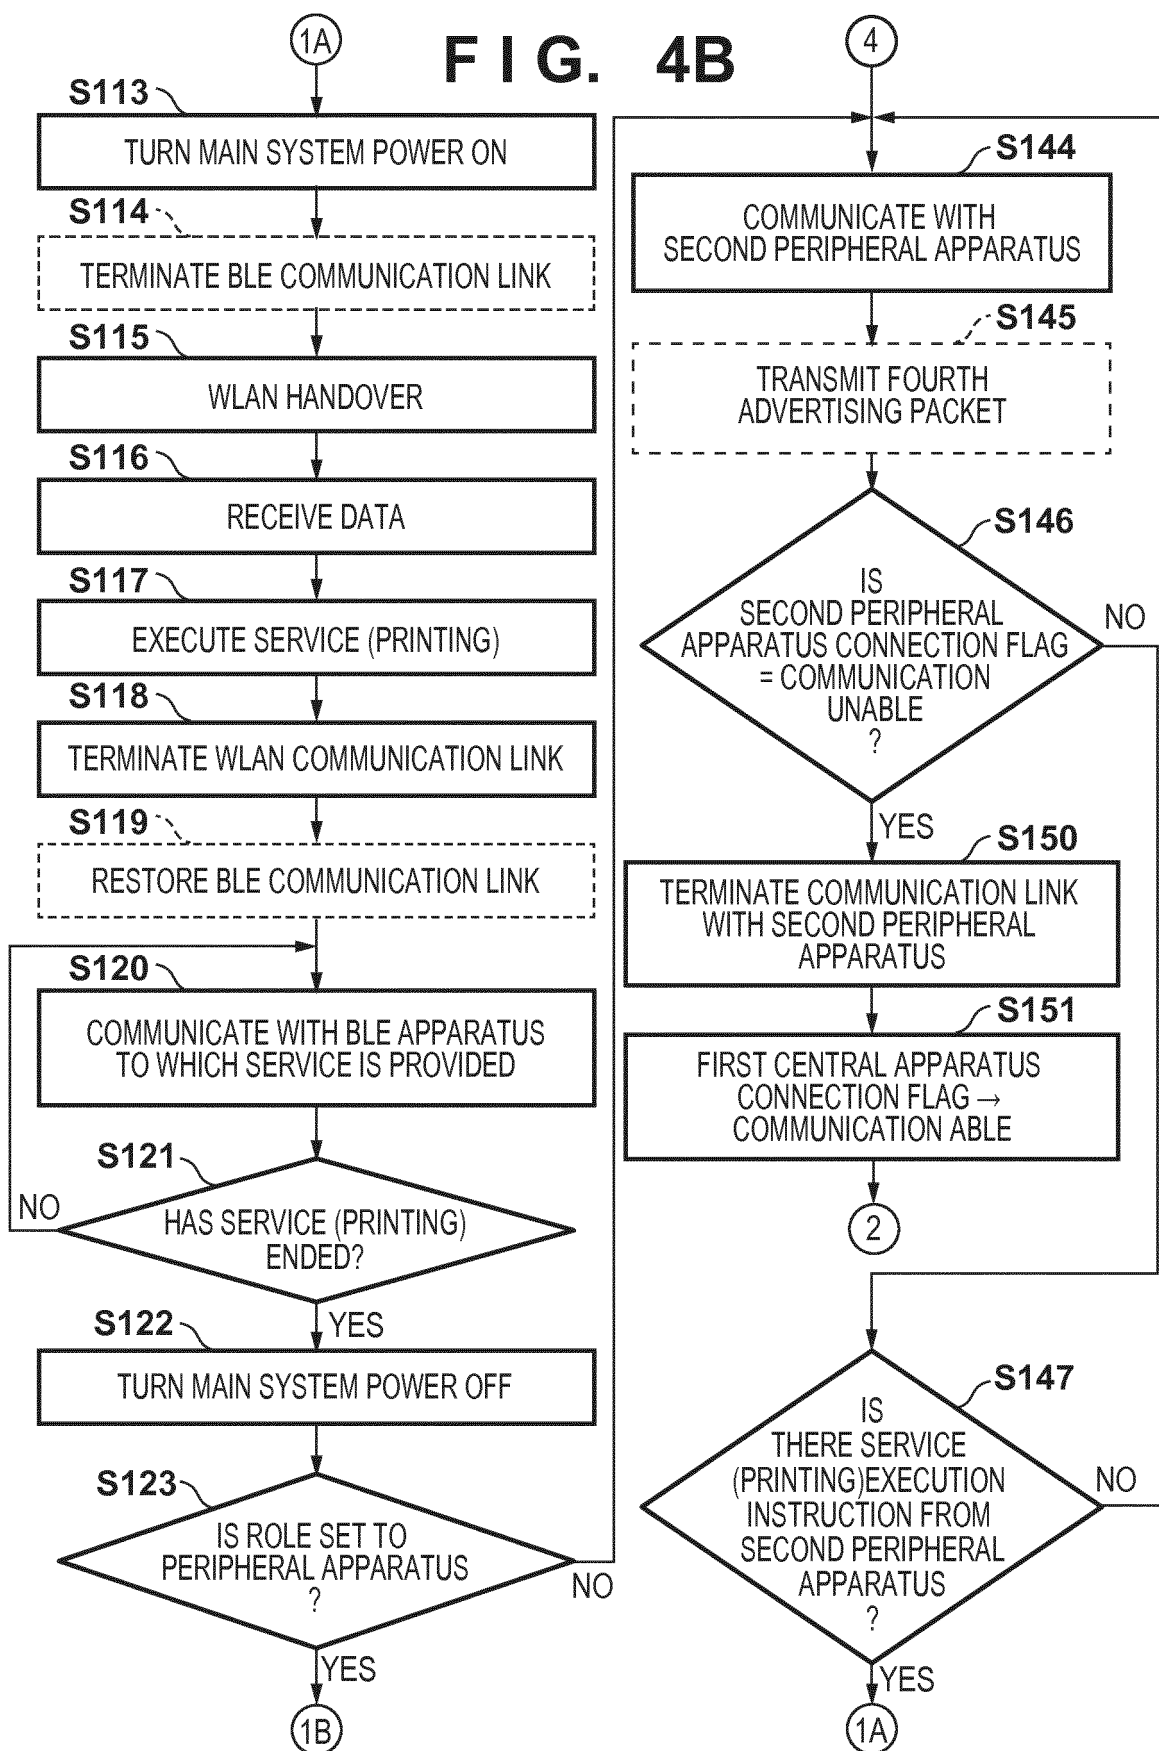 FIG. 4B
1A
S113
TURN MAIN SYSTEM POWER ON
S114
TERMINATE BLE COMMUNICATION LINK
S115
WLAN HANDOVER
S116
RECEIVE DATA
S117
EXECUTE SERVICE (PRINTING)
S118
TERMINATE WLAN COMMUNICATION LINK
S119
RESTORE BLE COMMUNICATION LINK
S120
COMMUNICATE WITH BLE APPARATUS
TO WHICH SERVICE IS PROVIDED
S121
HAS SERVICE (PRINTING)
ENDED?
NO
YES
S122
TURN MAIN SYSTEM POWER OFF
S123
IS ROLE SET TO
PERIPHERAL APPARATUS
?
NO
YES
1B
4
S144
COMMUNICATE WITH
SECOND PERIPHERAL APPARATUS
S145
TRANSMIT FOURTH
ADVERTISING PACKET
S146
IS
SECOND PERIPHERAL
APPARATUS CONNECTION FLAG
= COMMUNICATION
UNABLE
?
NO
YES
S150
TERMINATE COMMUNICATION LINK
WITH SECOND PERIPHERAL
APPARATUS
S151
FIRST CENTRAL APPARATUS
CONNECTION FLAG →
COMMUNICATION ABLE
2
S147
IS
THERE SERVICE
(PRINTING)EXECUTION
INSTRUCTION FROM
SECOND PERIPHERAL
APPARATUS
?
NO
YES
1A